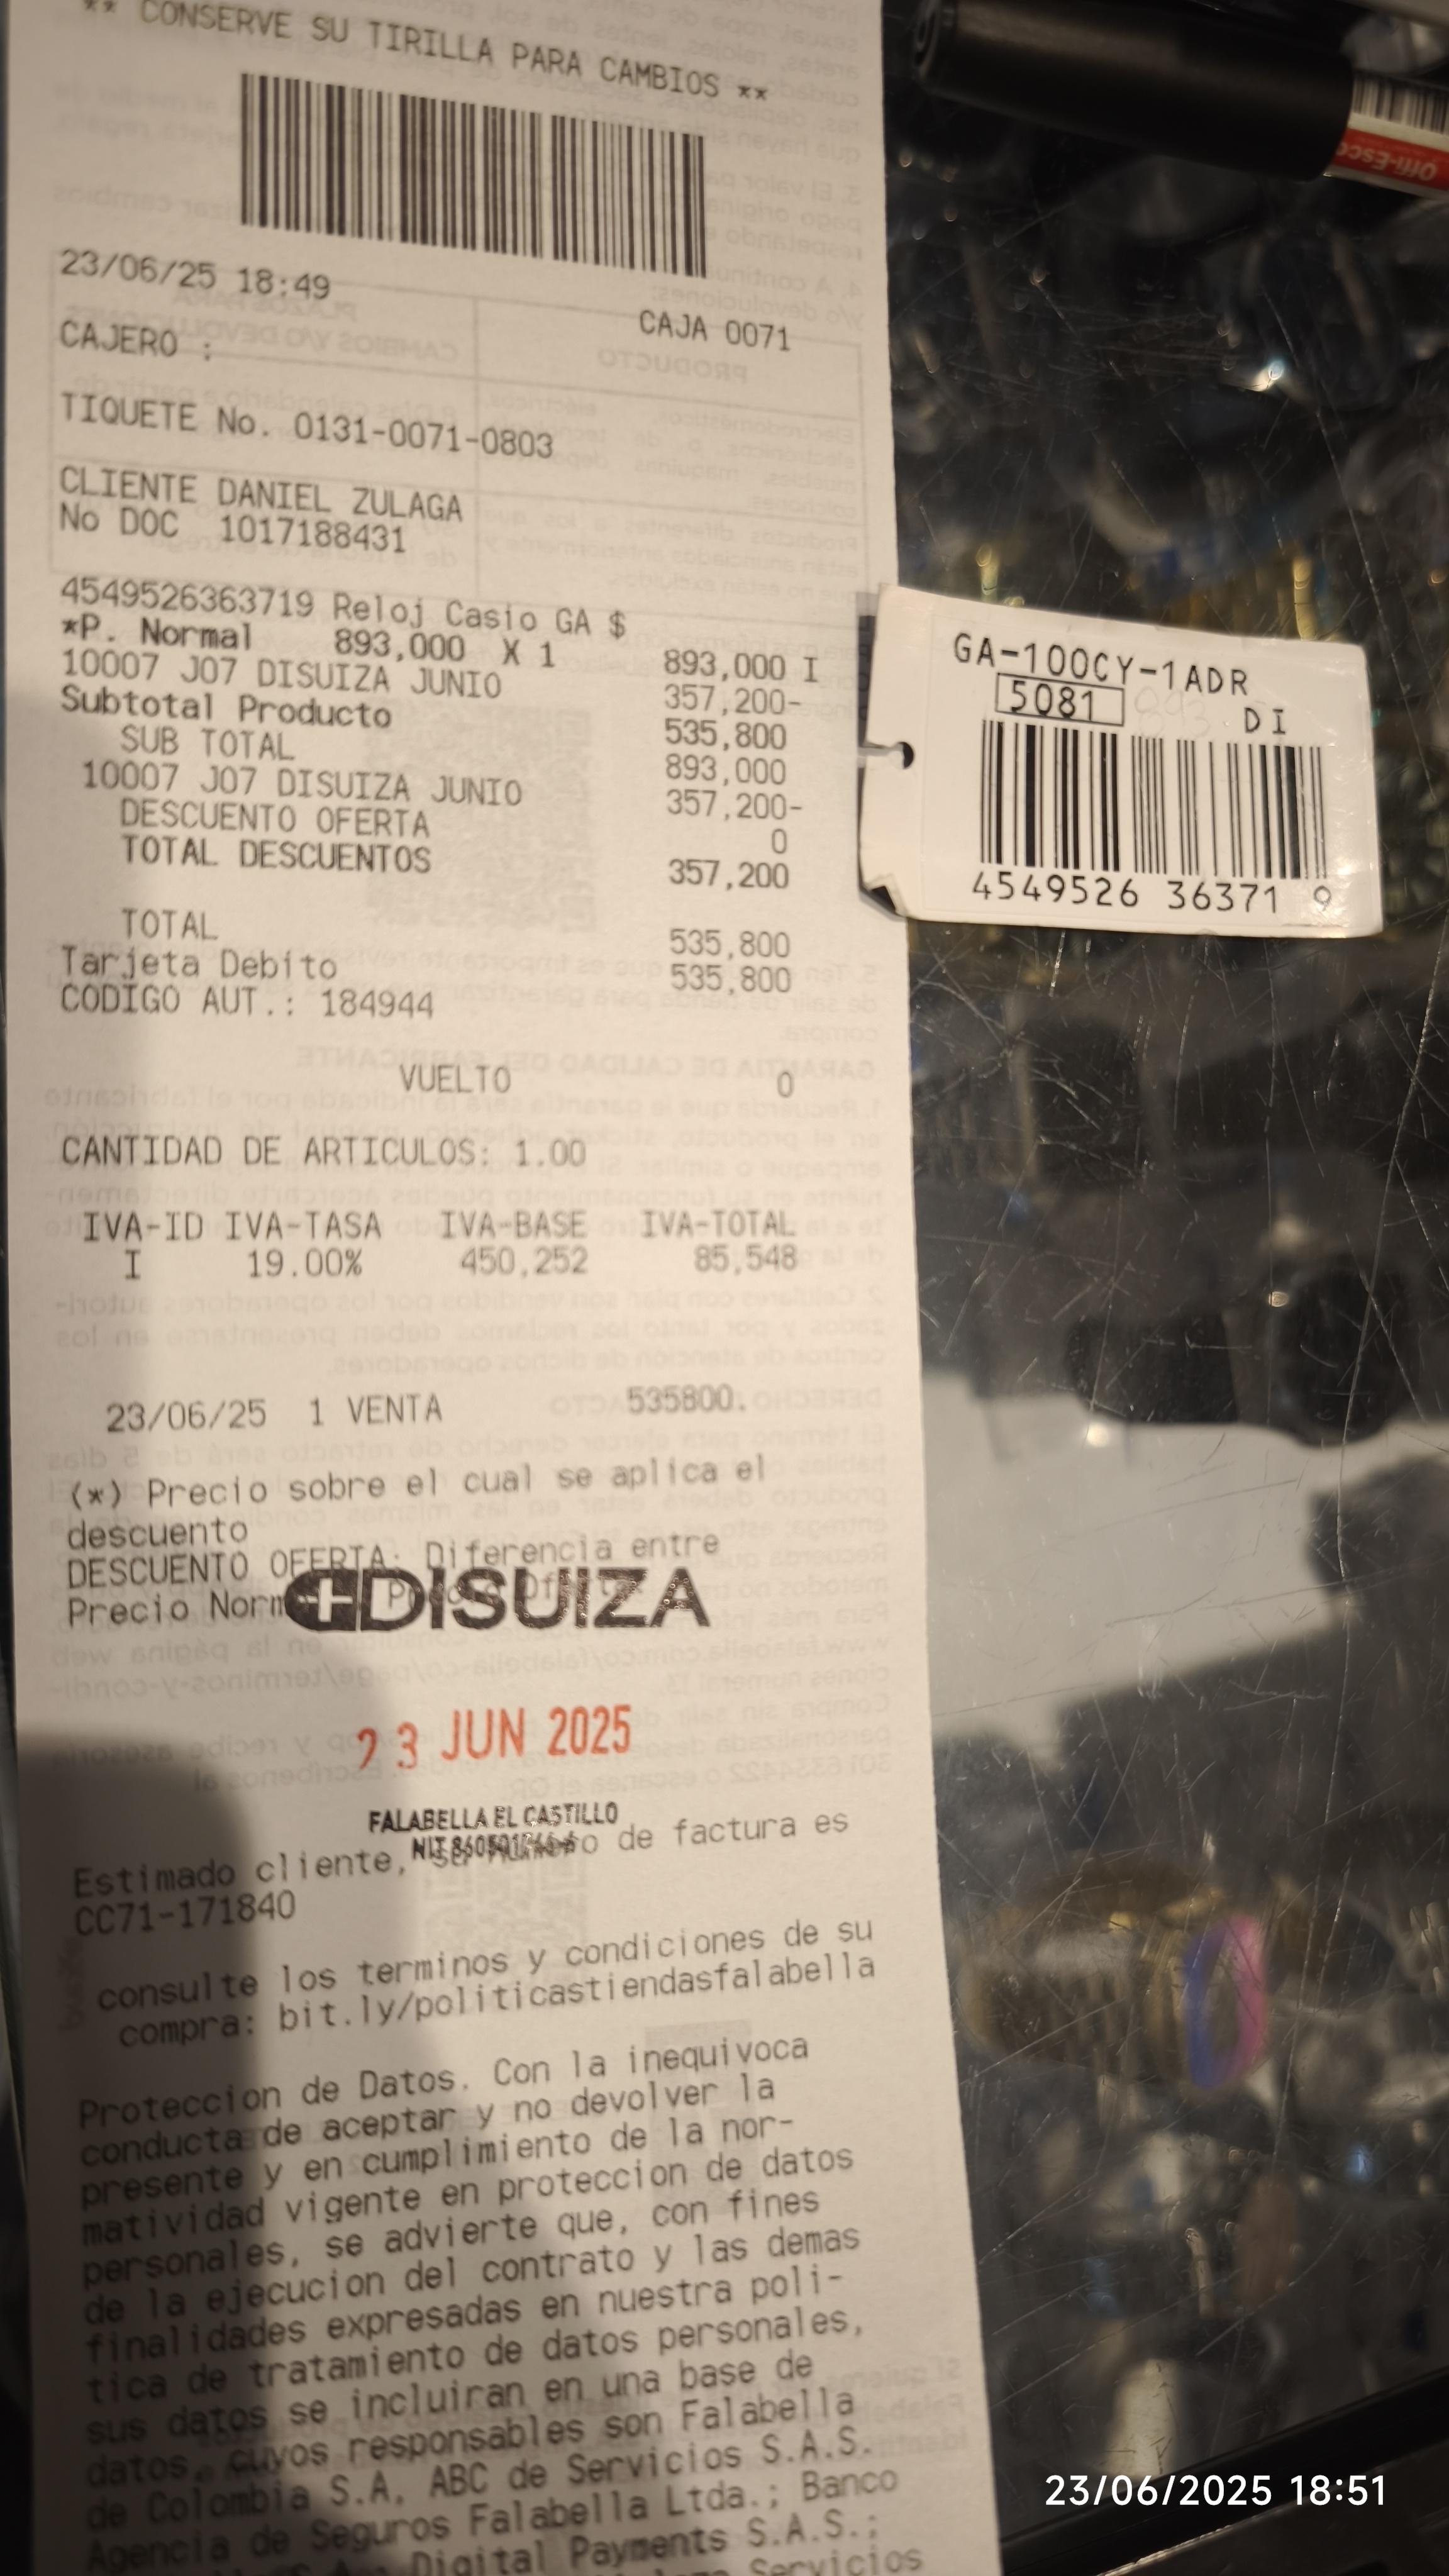 ** CONSERVE SU TIRILLA PARA CAMBIOS **
23/06/25 18:49
CAJA 0071
CAJERO :
TIQUETE No. 0131-0071-0803
CLIENTE DANIEL ZULAGA
No DOC 1017188431
4549526363719 Reloj Casio GA $
*P. Normal 893,000 X 1 893,000 I
10007 J07 DISUIZA JUNIO 357,200-
Subtotal Producto 535,800
SUB TOTAL 893,000
10007 J07 DISUIZA JUNIO 357,200-
DESCUENTO OFERTA 0
TOTAL DESCUENTOS 357,200
TOTAL 535,800
Tarjeta Debito 535,800
CODIGO AUT.: 184944
VUELTO 0
CANTIDAD DE ARTICULOS: 1.00
IVA-ID IVA-TASA IVA-BASE IVA-TOTAL
I 19.00% 450,252 85,548
23/06/25 1 VENTA 535800.
(*) Precio sobre el cual se aplica el
descuento
DESCUENTO OFERTA: Diferencia entre
Precio
DISUIZA
23 JUN 2025
FALABELLA EL CASTILLO
NIT
Estimado cliente, de factura es
CC71-171840
consulte los terminos y condiciones de su
compra: bit.ly/politicastiendasfalabella
Proteccion de Datos. Con la inequivoca
conducta de aceptar y no devolver la
presente y en cumplimiento de la nor-
matividad vigente en proteccion de datos
personales, se advierte que, con fines
de la ejecucion del contrato y las demas
finalidades expresadas en nuestra poli-
tica de tratamiento de datos personales,
sus datos se incluiran en una base de
datos, cuyos responsables son Falabella
de Colombia S.A, ABC de Servicios S.A.S.
Agencia de Seguros Falabella Ltda.; Banco
Digital Payments S.A.S.;
Servicios
GA-100CY-1ADR
5081
DI
4549526 36371 9
Offi-Esco
23/06/2025 18:51